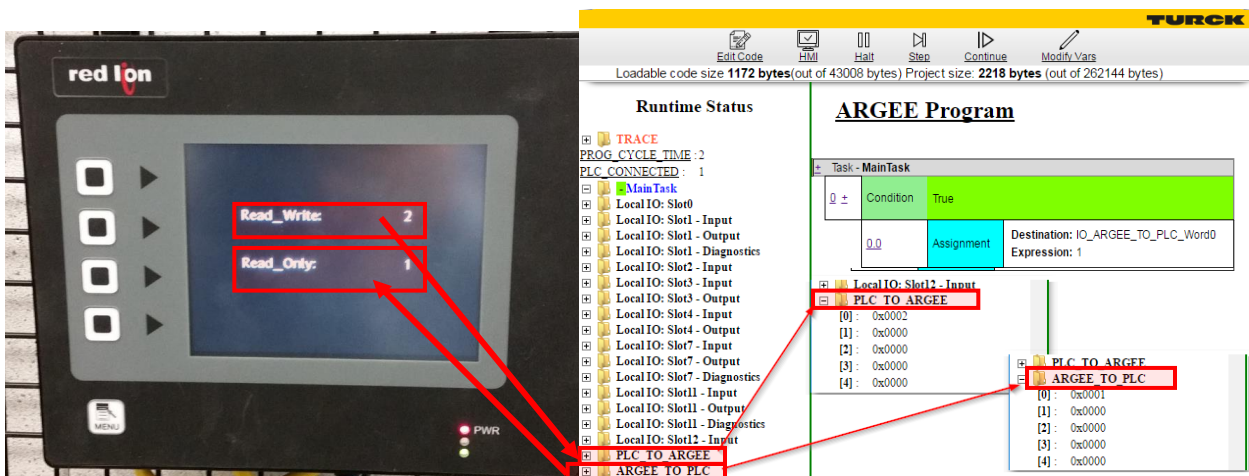 red lion
Read_Write: 2
Read_Only: 1
MENU
PWR
TURCK
Edit Code HMI Halt Step Continue Modify Vars
Loadable code size 1172 bytes(out of 43008 bytes) Project size: 2218 bytes (out of 262144 bytes)
Runtime Status
TRACE
PROG_CYCLE_TIME : 2
PLC_CONNECTED : 1
-MainTask
Local IO: Slot0
Local IO: Slot1 - Input
Local IO: Slot1 - Output
Local IO: Slot1 - Diagnostics
Local IO: Slot2 - Input
Local IO: Slot3 - Input
Local IO: Slot3 - Output
Local IO: Slot4 - Input
Local IO: Slot4 - Output
Local IO: Slot7 - Input
Local IO: Slot7 - Output
Local IO: Slot7 - Diagnostics
Local IO: Slot11 - Input
Local IO: Slot11 - Output
Local IO: Slot11 - Diagnostics
Local IO: Slot12 - Input
PLC_TO_ARGEE
ARGEE_TO_PLC
ARGEE Program
+ Task - MainTask
0 + Condition True
0.0 Assignment Destination: IO_ARGEE_TO_PLC_Word0
Expression: 1
Local IO: Slot12 - Input
PLC_TO_ARGEE
[0] : 0x0002
[1] : 0x0000
[2] : 0x0000
[3] : 0x0000
[4] : 0x0000
PLC_TO_ARGEE
ARGEE_TO_PLC
[0] : 0x0001
[1] : 0x0000
[2] : 0x0000
[3] : 0x0000
[4] : 0x0000